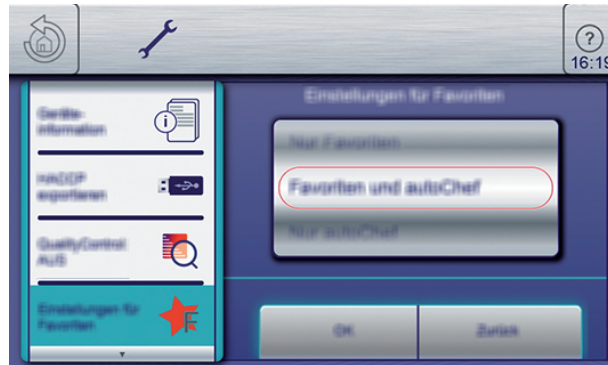 ?
16:19
Einstellungen für Favoriten
Geräte-
information
Nur Favoriten
HACCP
exportieren
Favoriten und autoChef
QualityControl:
AUS
Nur autoChef
Einstellungen für
Favoriten
F
OK
Zurück